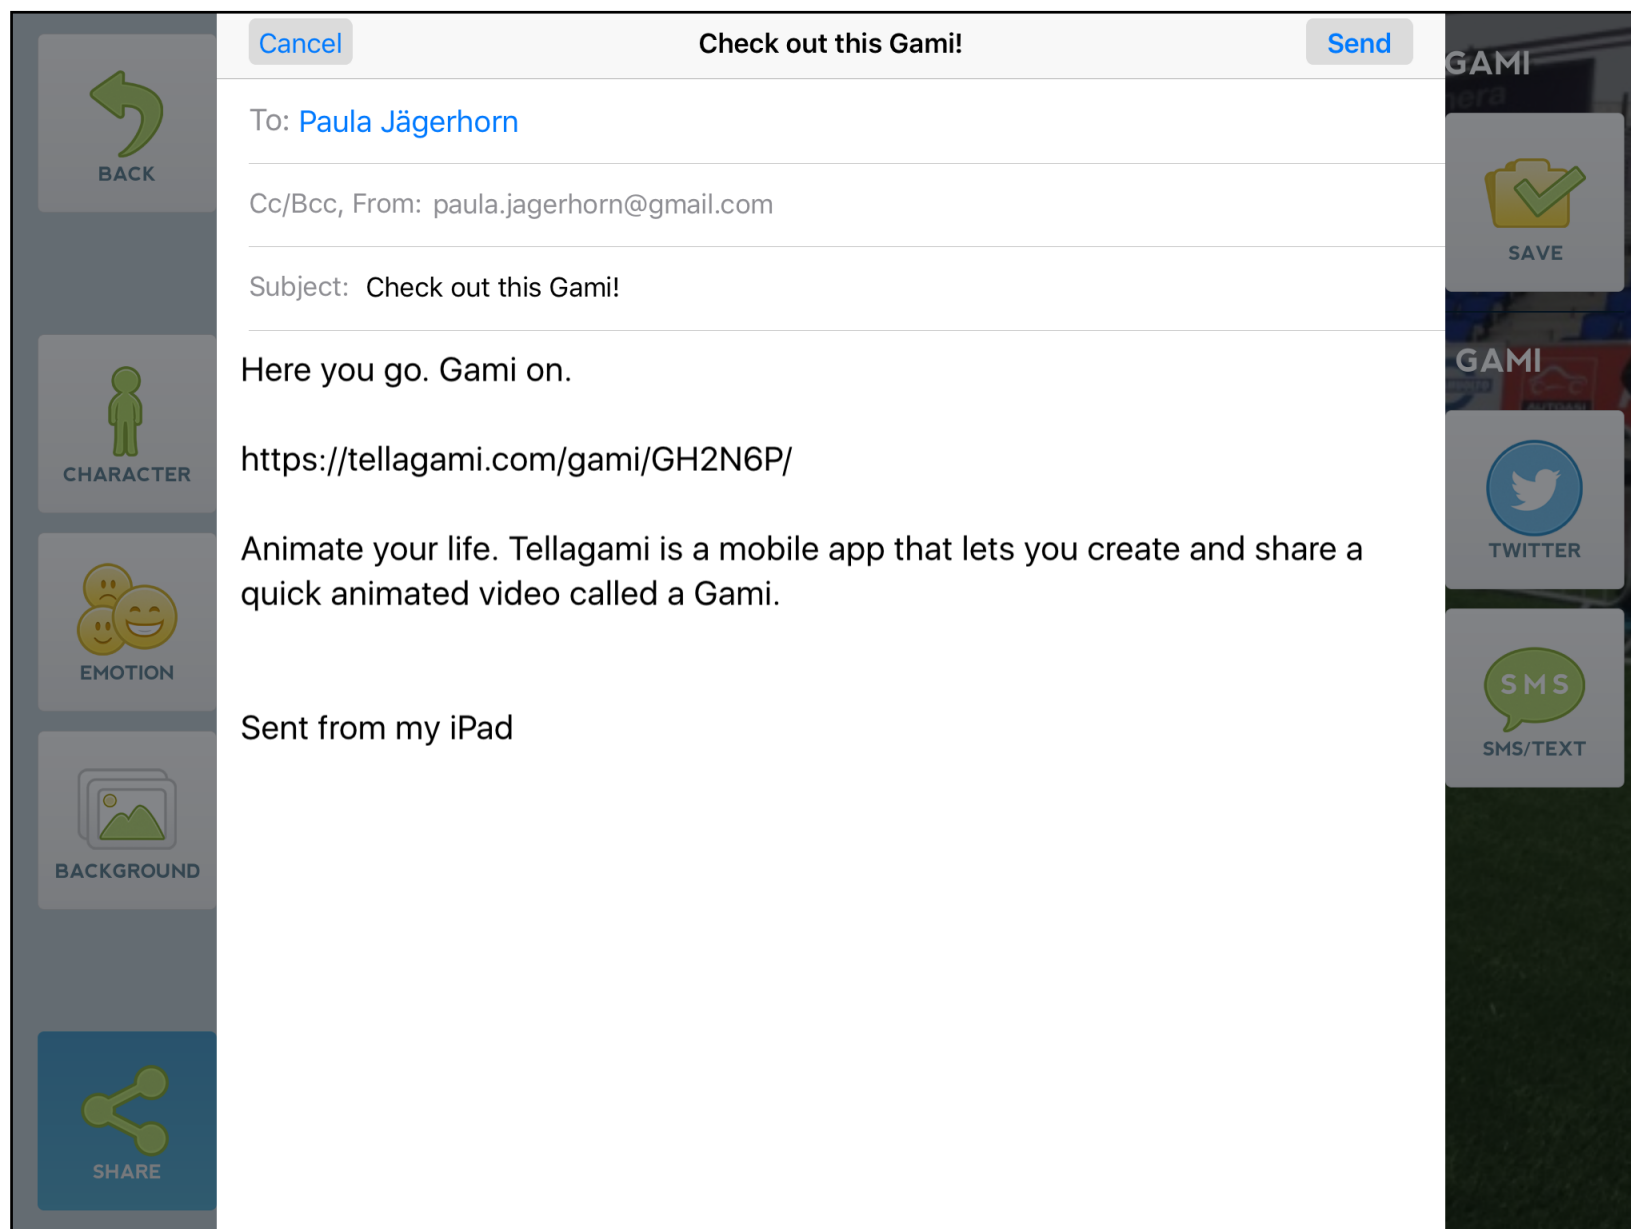 Cancel
Check out this Gami!
Send
To: Paula Jägerhorn
Cc/Bcc, From: paula.jagerhorn@gmail.com
Subject: Check out this Gami!
Here you go. Gami on.
https://tellagami.com/gami/GH2N6P/
Animate your life. Tellagami is a mobile app that lets you create and share a
quick animated video called a Gami.
Sent from my iPad
BACK
CHARACTER
EMOTION
BACKGROUND
SHARE
GAMI
SAVE
GAMI
TWITTER
SMS
SMS/TEXT